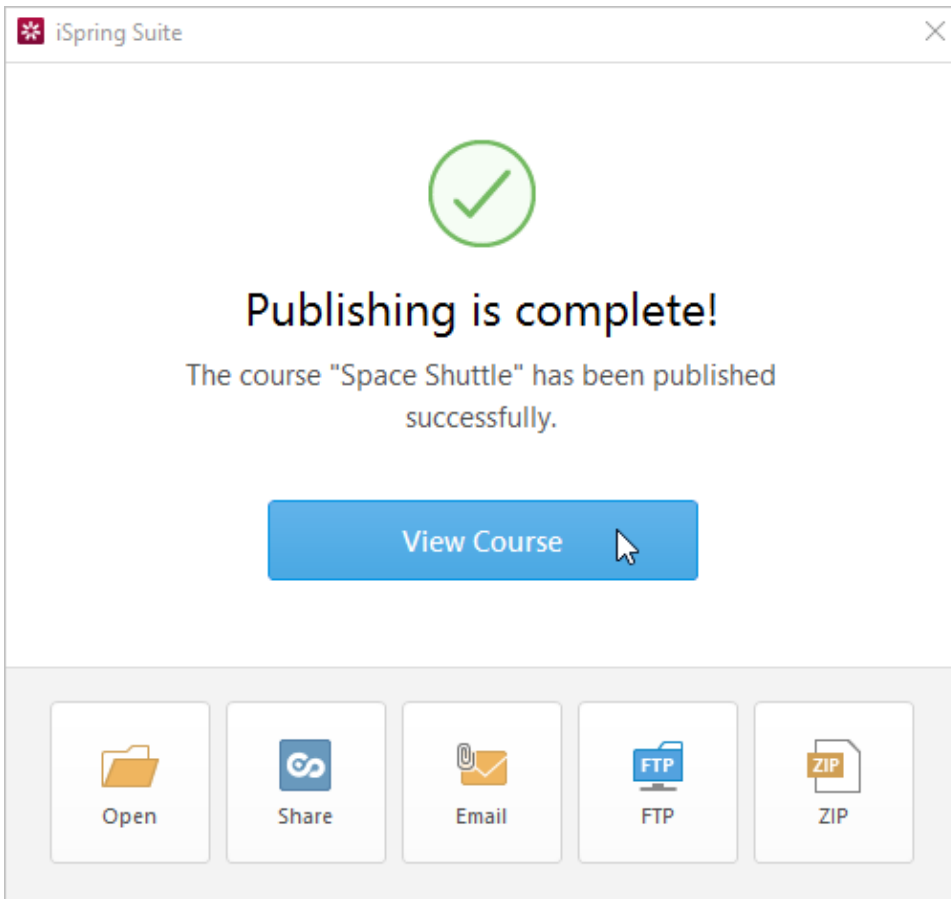 iSpring Suite
Publishing is complete!
The course "Space Shuttle" has been published
successfully.
View Course
FTP
ZIP
Open
Share
Email
FTP
ZIP